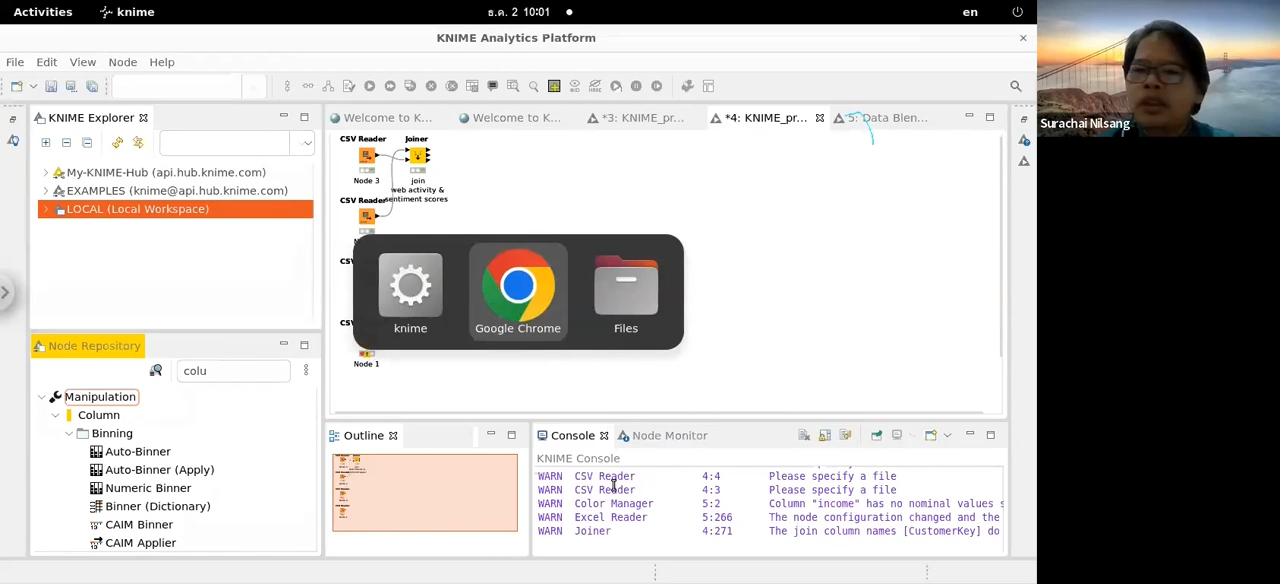 Activities knime ธ.ค. 2 10:01 en
KNIME Analytics Platform
File Edit View Node Help
KNIME Explorer
My-KNIME-Hub (api.hub.knime.com)
EXAMPLES (knime@api.hub.knime.com)
LOCAL (Local Workspace)
Node Repository
colu
Manipulation
Column
Binning
Auto-Binner
Auto-Binner (Apply)
Numeric Binner
Binner (Dictionary)
CAIM Binner
CAIM Applier
Welcome to K... Welcome to K... *3: KNIME_pr... *4: KNIME_pr... 5: Data Blen...
CSV Reader Joiner
Node 3 join
web activity &
CSV Reader sentiment scores
knime Google Chrome Files
Node 1
Outline
Console Node Monitor
KNIME Console
WARN CSV Reader 4:4 Please specify a file
WARN CSV Reader 4:3 Please specify a file
WARN Color Manager 5:2 Column "income" has no nominal values s
WARN Excel Reader 5:266 The node configuration changed and the
WARN Joiner 4:271 The join column names [CustomerKey] do
Surachai Nilsang